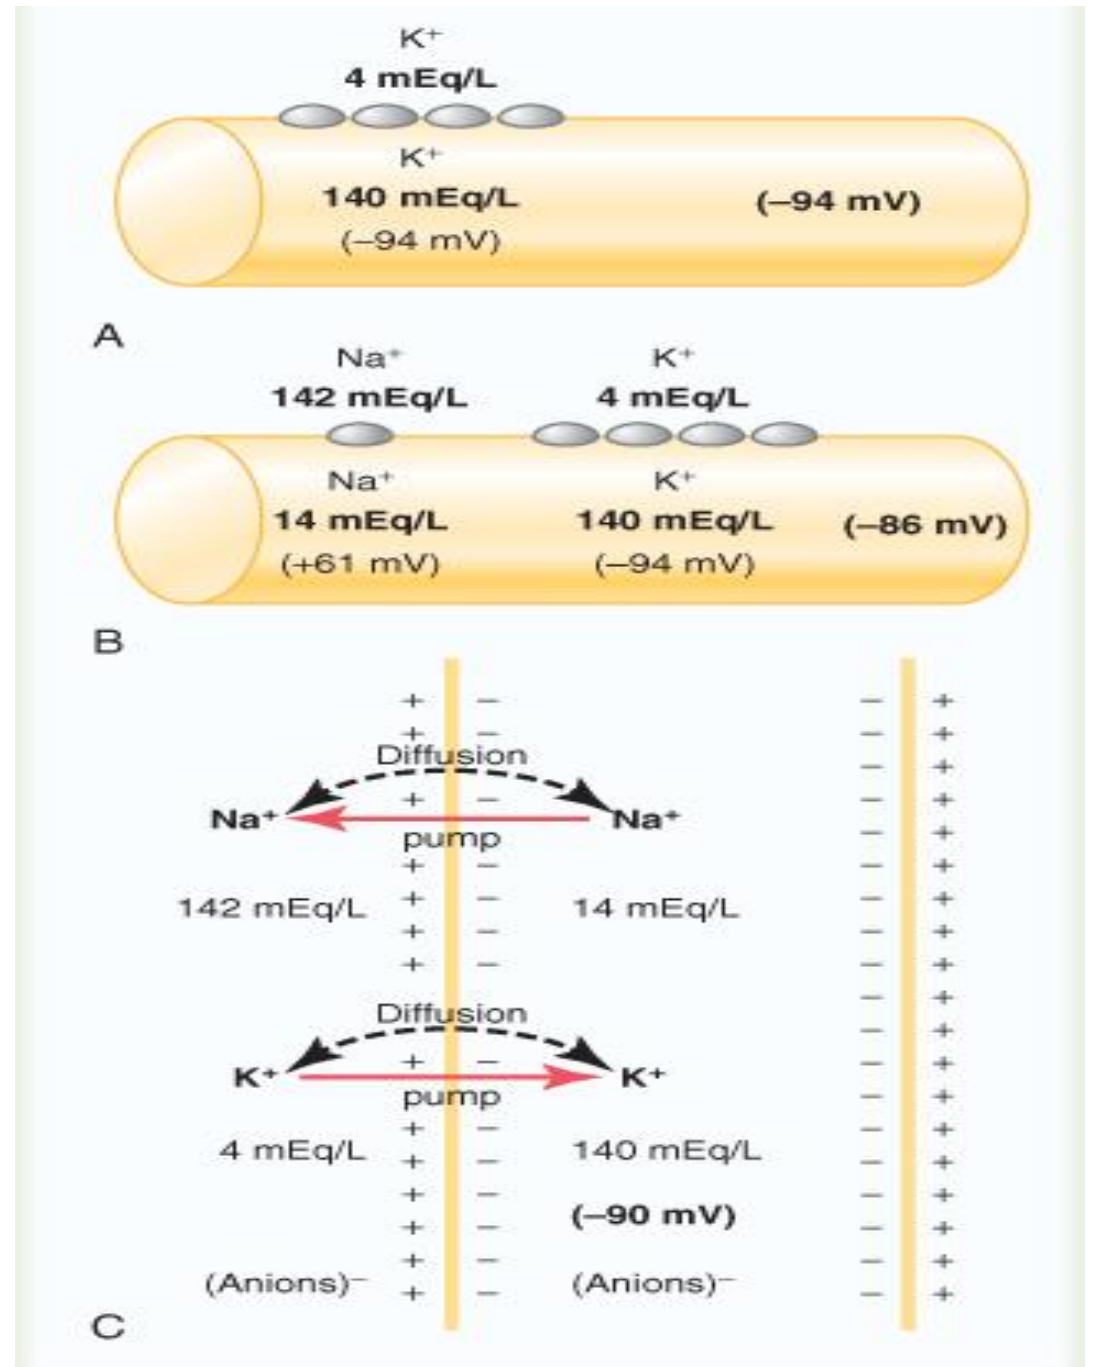 K⁺
4 mEq/L
K⁺
140 mEq/L
(–94 mV)
(–94 mV)
A
Na⁺ K⁺
142 mEq/L 4 mEq/L
Na⁺ K⁺
14 mEq/L 140 mEq/L (–86 mV)
(+61 mV) (–94 mV)
B
+ – – +
+ – – +
Diffusion – +
+ – – +
Na⁺ Na⁺ – +
pump – +
+ – – +
142 mEq/L + – 14 mEq/L – +
+ – – +
+ – – +
– +
Diffusion – +
+ – – +
K⁺ K⁺
pump – +
+ – – +
4 mEq/L + – 140 mEq/L – +
+ – – +
(–90 mV)
+ – – +
+ – – +
(Anions)⁻ + – (Anions)⁻ – +
C